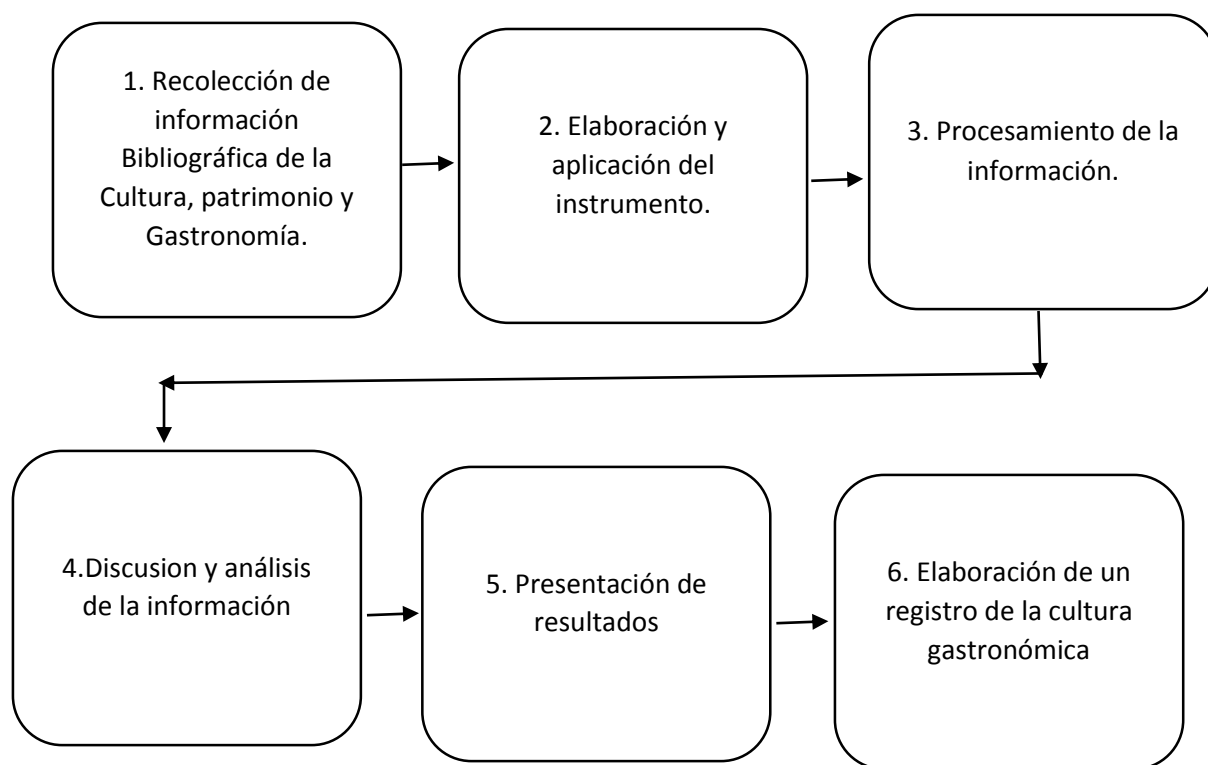 1. Recolección de
información
Bibliográfica de la
Cultura, patrimonio y
Gastronomía.
2. Elaboración y
aplicación del
instrumento.
3. Procesamiento de la
información.
4.Discusion y análisis
de la información
5. Presentación de
resultados
6. Elaboración de un
registro de la cultura
gastronómica